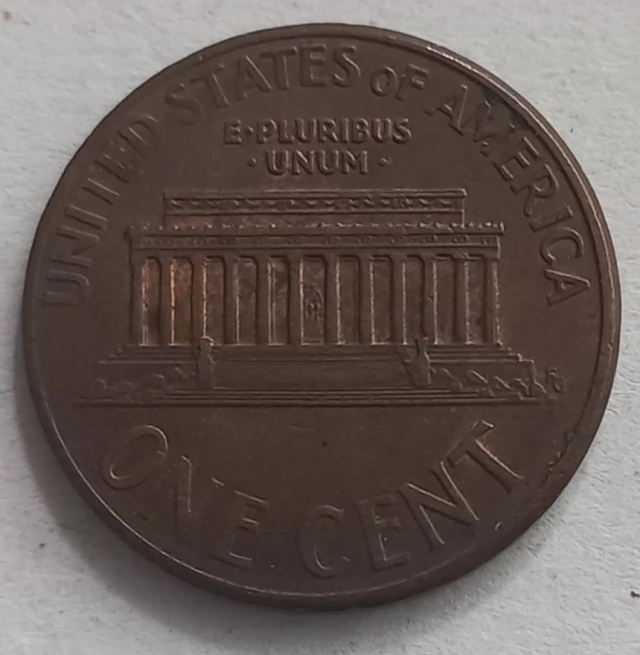 UNITED STATES OF AMERICA
E·PLURIBUS
·UNUM·
ONE CENT